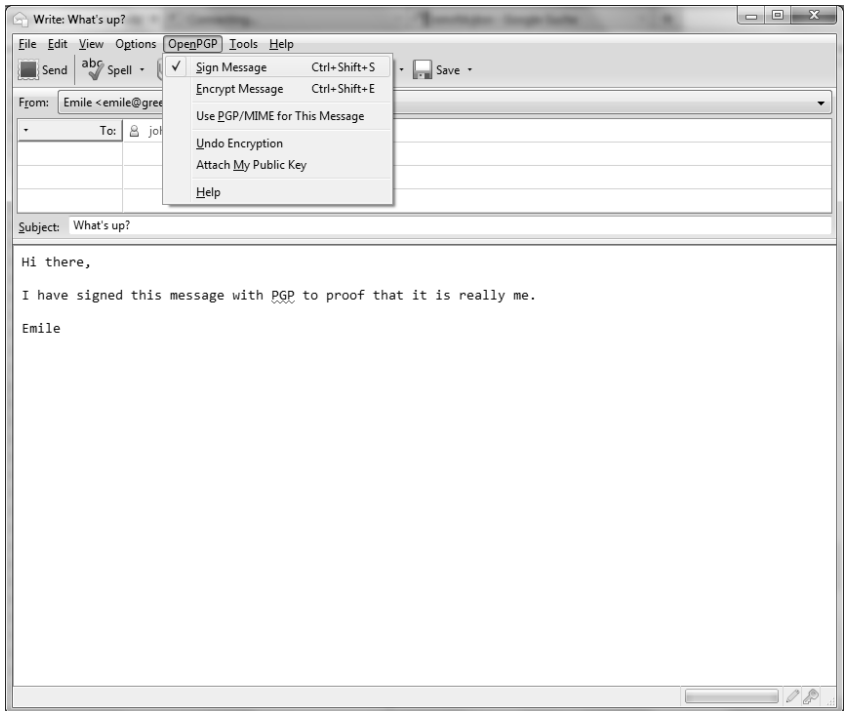 Write: What's up?
File Edit View Options OpenPGP Tools Help
Send abc Spell Save
Sign Message Ctrl+Shift+S
Encrypt Message Ctrl+Shift+E
Use PGP/MIME for This Message
Undo Encryption
Attach My Public Key
Help
From: Emile <emile@gree
To: joh
Subject: What's up?
Hi there,
I have signed this message with PGP to proof that it is really me.
Emile